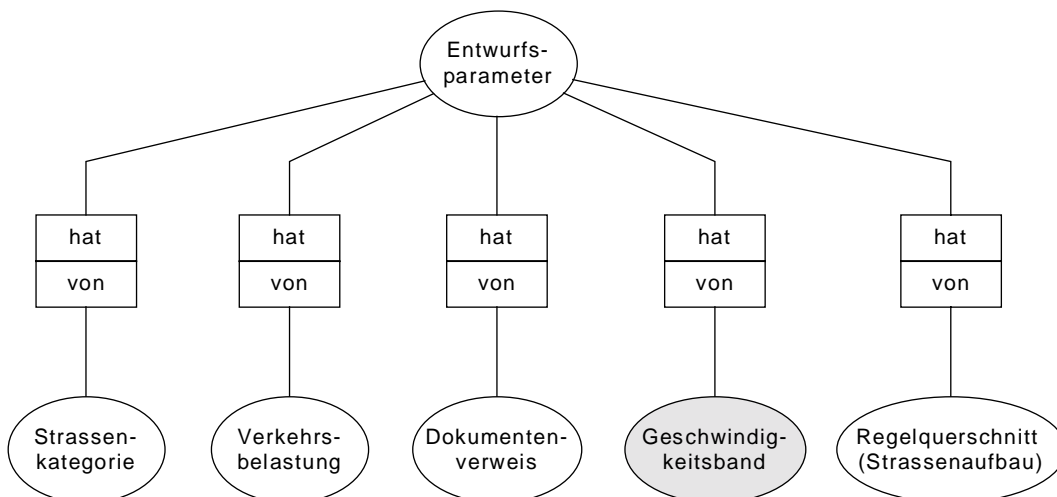 Entwurfs-
parameter
hat
hat
hat
hat
hat
von
von
von
von
von
Strassen-
kategorie
Verkehrs-
belastung
Dokumenten-
verweis
Geschwindig-
keitsband
Regelquerschnitt
(Strassenaufbau)